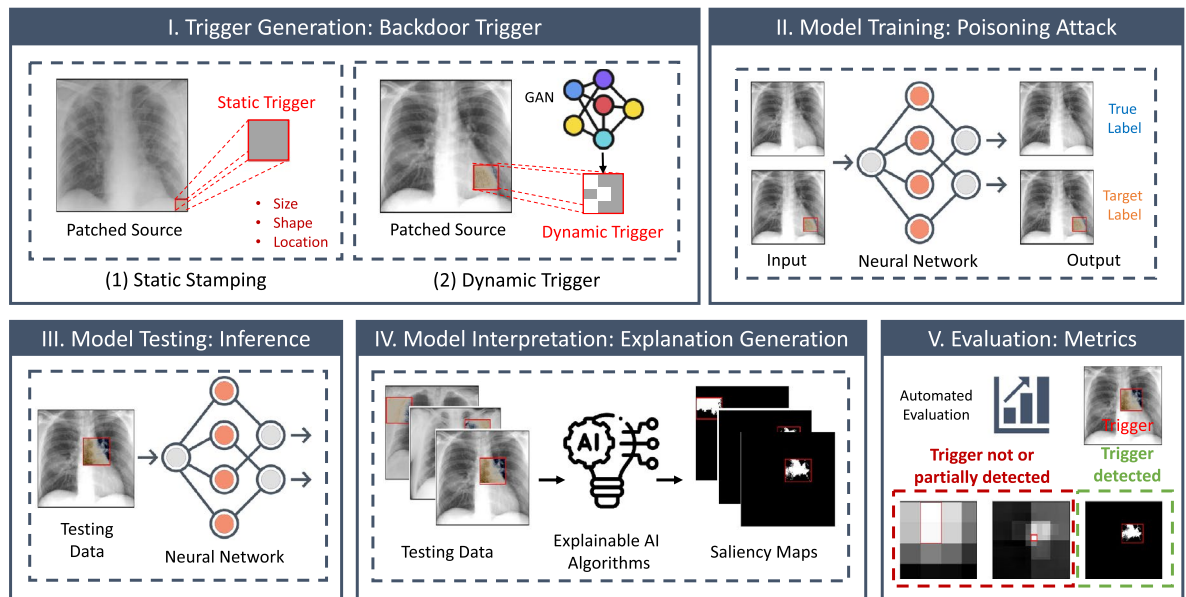 I. Trigger Generation: Backdoor Trigger
Static Trigger
• Size
• Shape
• Location
Patched Source
(1) Static Stamping
GAN
Patched Source
Dynamic Trigger
(2) Dynamic Trigger
II. Model Training: Poisoning Attack
True
Label
Target
Label
Input
Neural Network
Output
III. Model Testing: Inference
Testing
Data
Neural Network
IV. Model Interpretation: Explanation Generation
AI
Testing Data
Explainable AI
Algorithms
Saliency Maps
V. Evaluation: Metrics
Automated
Evaluation
Trigger
Trigger not or
partially detected
Trigger
detected